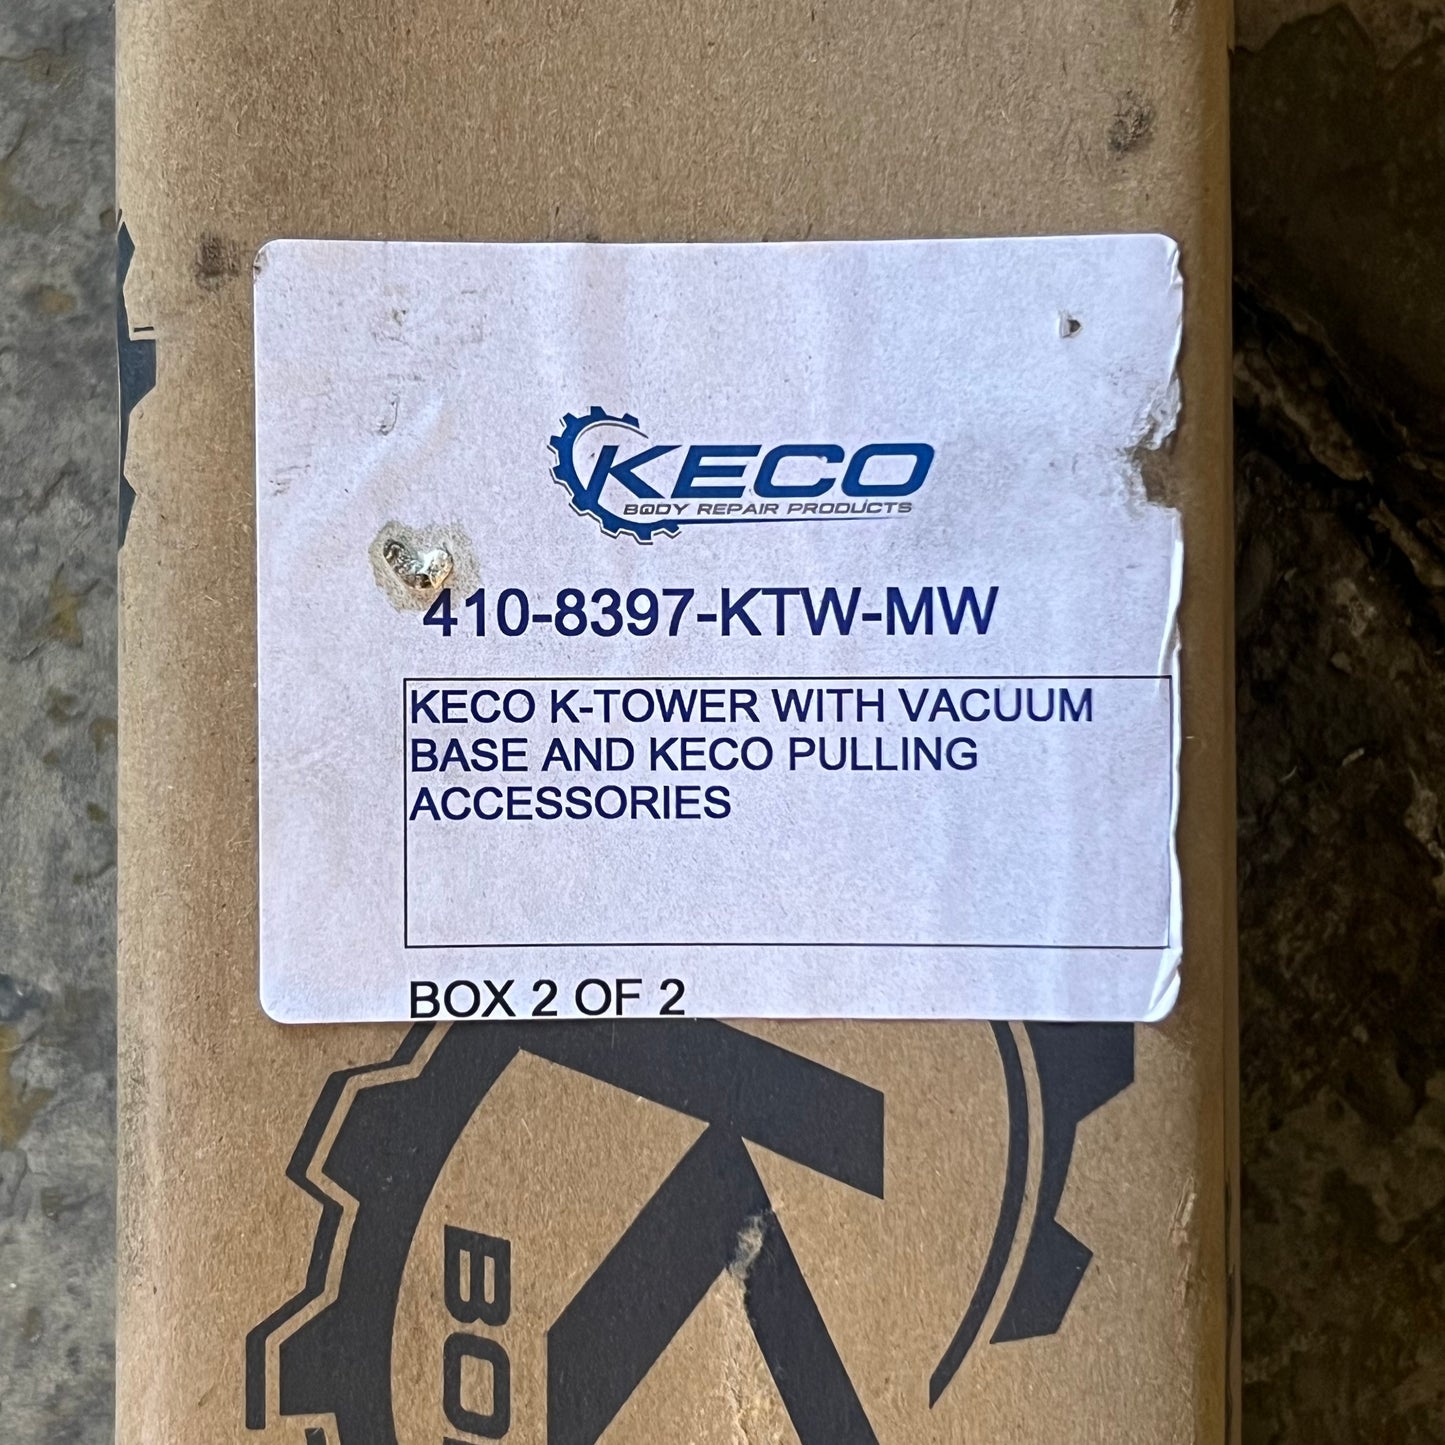 KECO
BODY REPAIR PRODUCTS
410-8397-KTW-MW
KECO K-TOWER WITH VACUUM
BASE AND KECO PULLING
ACCESSORIES
BOX 2 OF 2